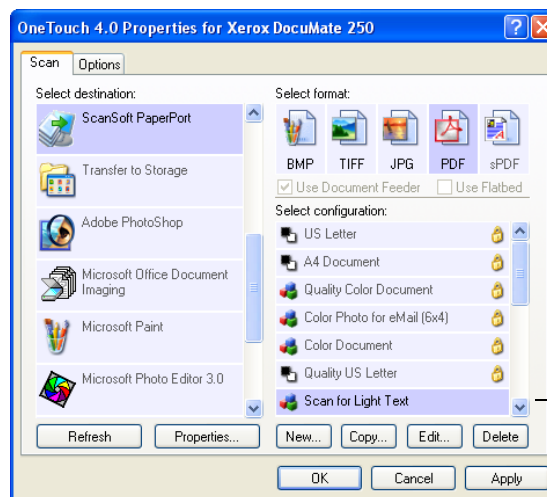 OneTouch 4.0 Properties for Xerox DocuMate 250
Scan
Options
Select destination:
ScanSoft PaperPort
Transfer to Storage
Adobe PhotoShop
Microsoft Office Document
Imaging
Microsoft Paint
Microsoft Photo Editor 3.0
Refresh
Properties...
Select format:
BMP
TIFF
JPG
PDF
sPDF
Use Document Feeder
Use Flatbed
Select configuration:
US Letter
A4 Document
Quality Color Document
Color Photo for eMail (6x4)
Color Document
Quality US Letter
Scan for Light Text
New...
Copy...
Edit...
Delete
OK
Cancel
Apply